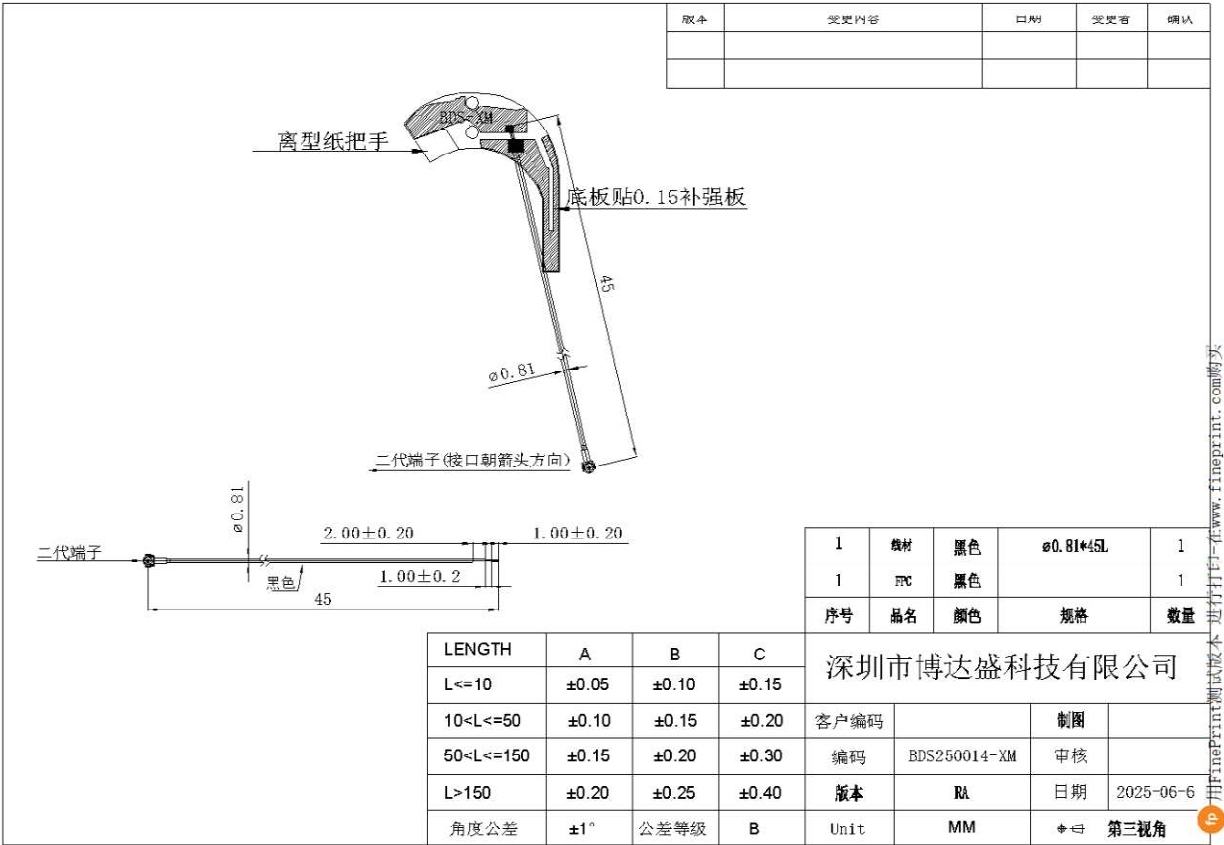 版本 变更内容 日期 变更者 确认
BDS-XM
离型纸把手
底板贴0.15补强板
45
ø0.81
二代端子(接口朝箭头方向)
ø0.81
2.00±0.20
1.00±0.20
二代端子
黑色
1.00±0.2
45
1 线材 黑色 ø0.81*45L 1
1 FPC 黑色 1
序号 品名 颜色 规格 数量
LENGTH A B C
L<=10 ±0.05 ±0.10 ±0.15
10<L<=50 ±0.10 ±0.15 ±0.20
50<L<=150 ±0.15 ±0.20 ±0.30
L>150 ±0.20 ±0.25 ±0.40
角度公差 ±1° 公差等级 B
深圳市博达盛科技有限公司
客户编码 制图
编码 BDS250014-XM 审核
版本 RA 日期 2025-06-6
Unit MM 第三视角
用FinePrint测试版本 进行打印-在www.fineprint.com购买
fp